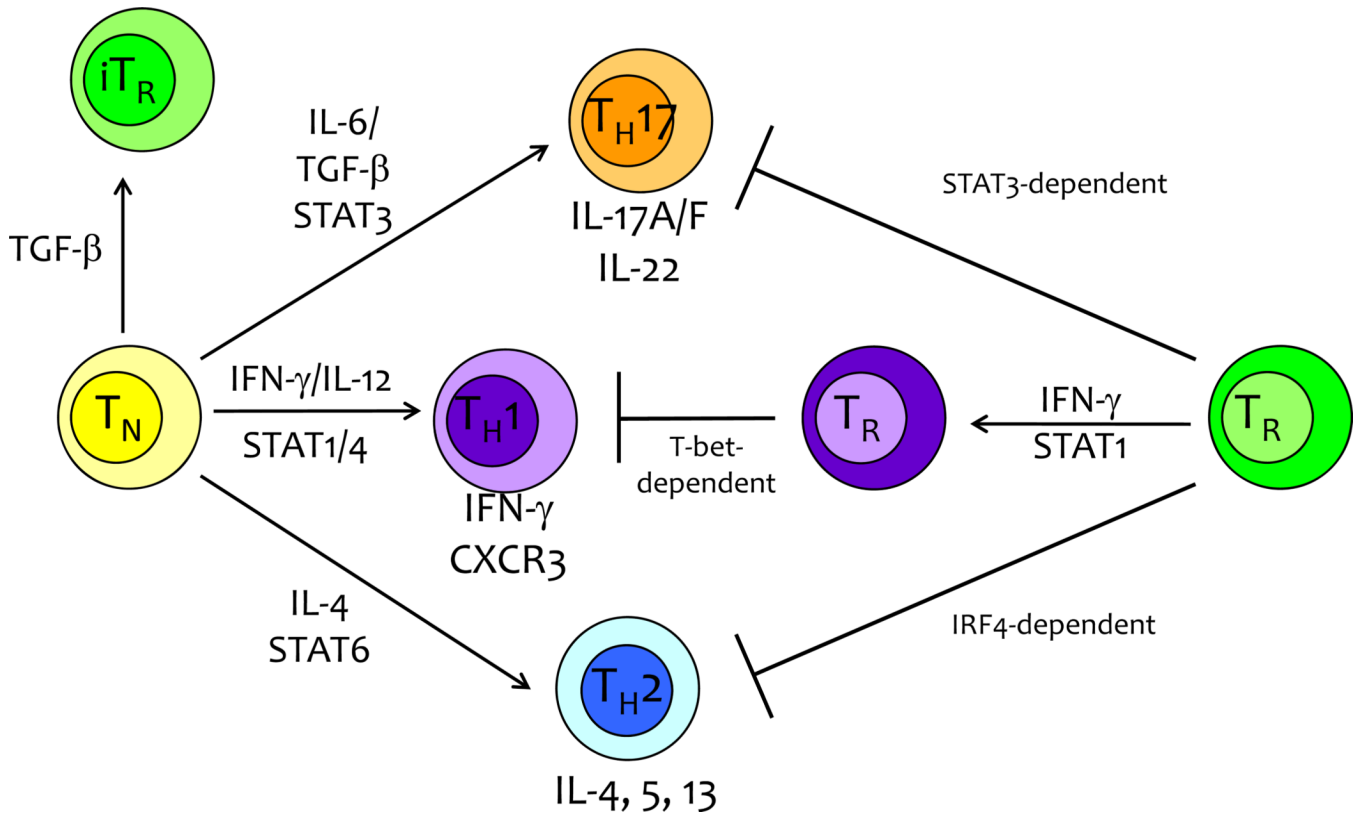 iTR
IL-6/
TGF-β
STAT3
TH17
IL-17A/F
IL-22
STAT3-dependent
TGF-β
TN
IFN-γ/IL-12
STAT1/4
TH1
IFN-γ
CXCR3
T-bet-
dependent
TR
IFN-γ
STAT1
TR
IL-4
STAT6
TH2
IL-4, 5, 13
IRF4-dependent